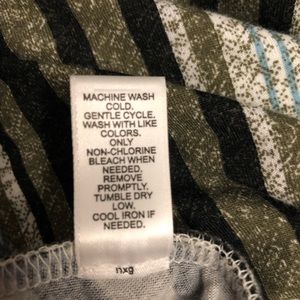 MACHINE WASH
COLD.
GENTLE CYCLE.
WASH WITH LIKE
COLORS.
ONLY
NON-CHLORINE
BLEACH WHEN
NEEDED.
REMOVE
PROMPTLY.
TUMBLE DRY
LOW.
COOL IRON IF
NEEDED.
nxg